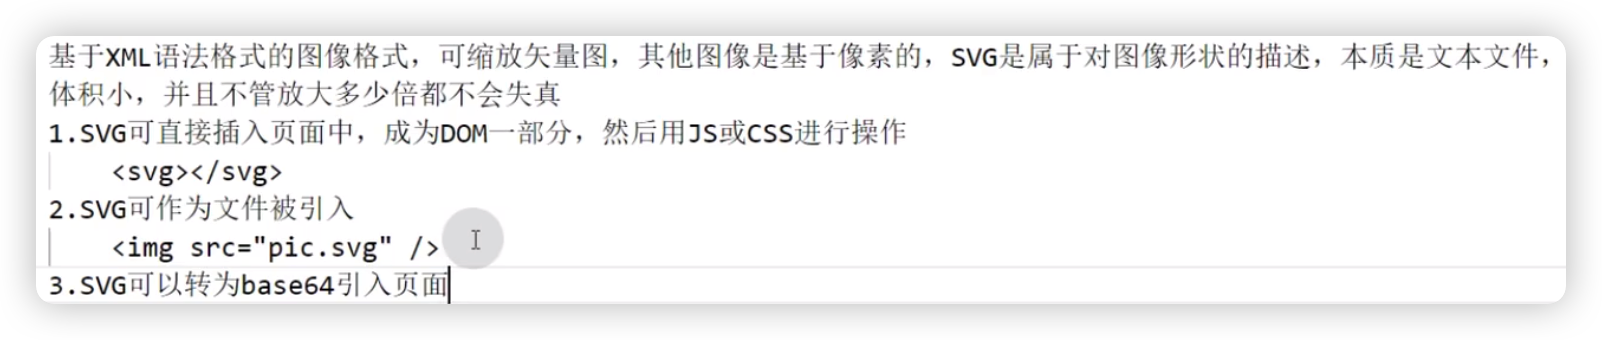 基于XML语法格式的图像格式，可缩放矢量图，其他图像是基于像素的，SVG是属于对图像形状的描述，本质是文本文件，
体积小，并且不管放大多少倍都不会失真
1.SVG可直接插入页面中，成为DOM一部分，然后用JS或CSS进行操作
<svg></svg>
2.SVG可作为文件被引入
<img src="pic.svg" />
3.SVG可以转为base64引入页面